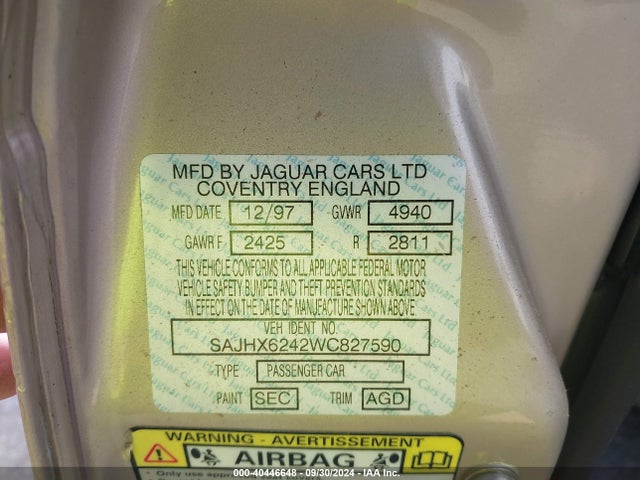 MFD BY JAGUAR CARS LTD
COVENTRY ENGLAND
MFD DATE 12/97 GVWR 4940
GAWR F 2425 R 2811
THIS VEHICLE CONFORMS TO ALL APPLICABLE FEDERAL MOTOR
VEHICLE SAFETY, BUMPER AND THEFT PREVENTION STANDARDS
IN EFFECT ON THE DATE OF MANUFACTURE SHOWN ABOVE
VEH IDENT NO.
SAJHX6242WC827590
TYPE PASSENGER CAR
PAINT SEC TRIM AGD
WARNING - AVERTISSEMENT
AIRBAG
• Only use
000-40446648 - 09/30/2024 - IAA Inc.